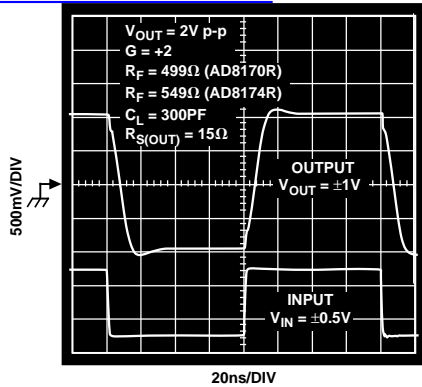 V_OUT = 2V p-p
G = +2
R_F = 499Ω (AD8170R)
R_F = 549Ω (AD8174R)
C_L = 300PF
R_S(OUT) = 15Ω
OUTPUT
V_OUT = ±1V
500mV/DIV
INPUT
V_IN = ±0.5V
20ns/DIV